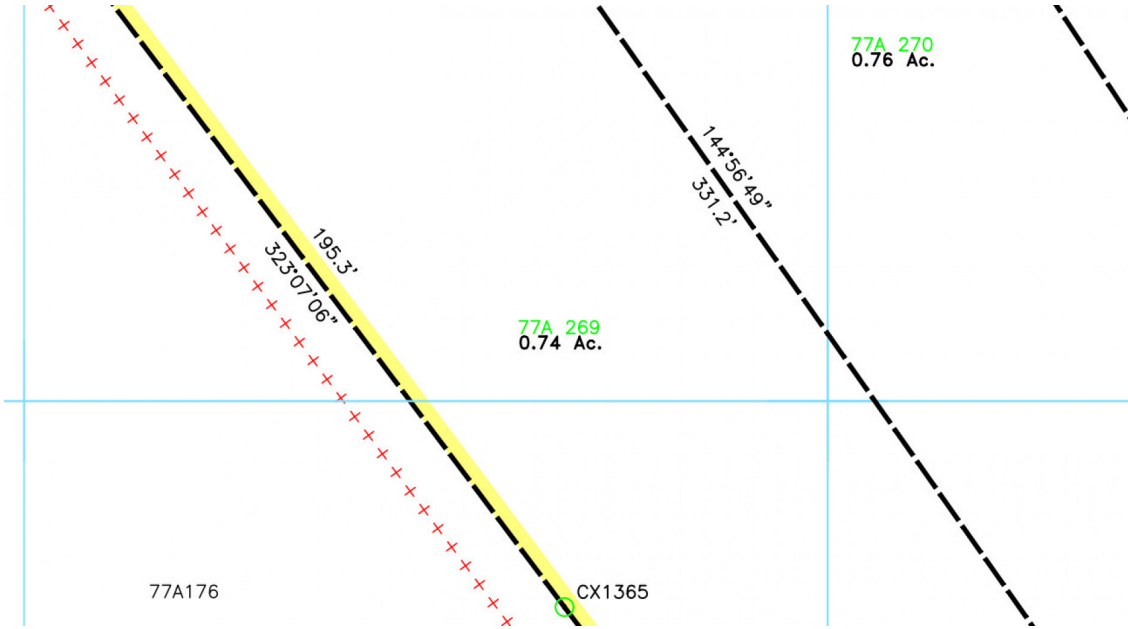 77A 270
0.76 Ac.
144°56'49"
331.2'
195.3'
323°07'06"
77A 269
0.74 Ac.
77A176
CX1365